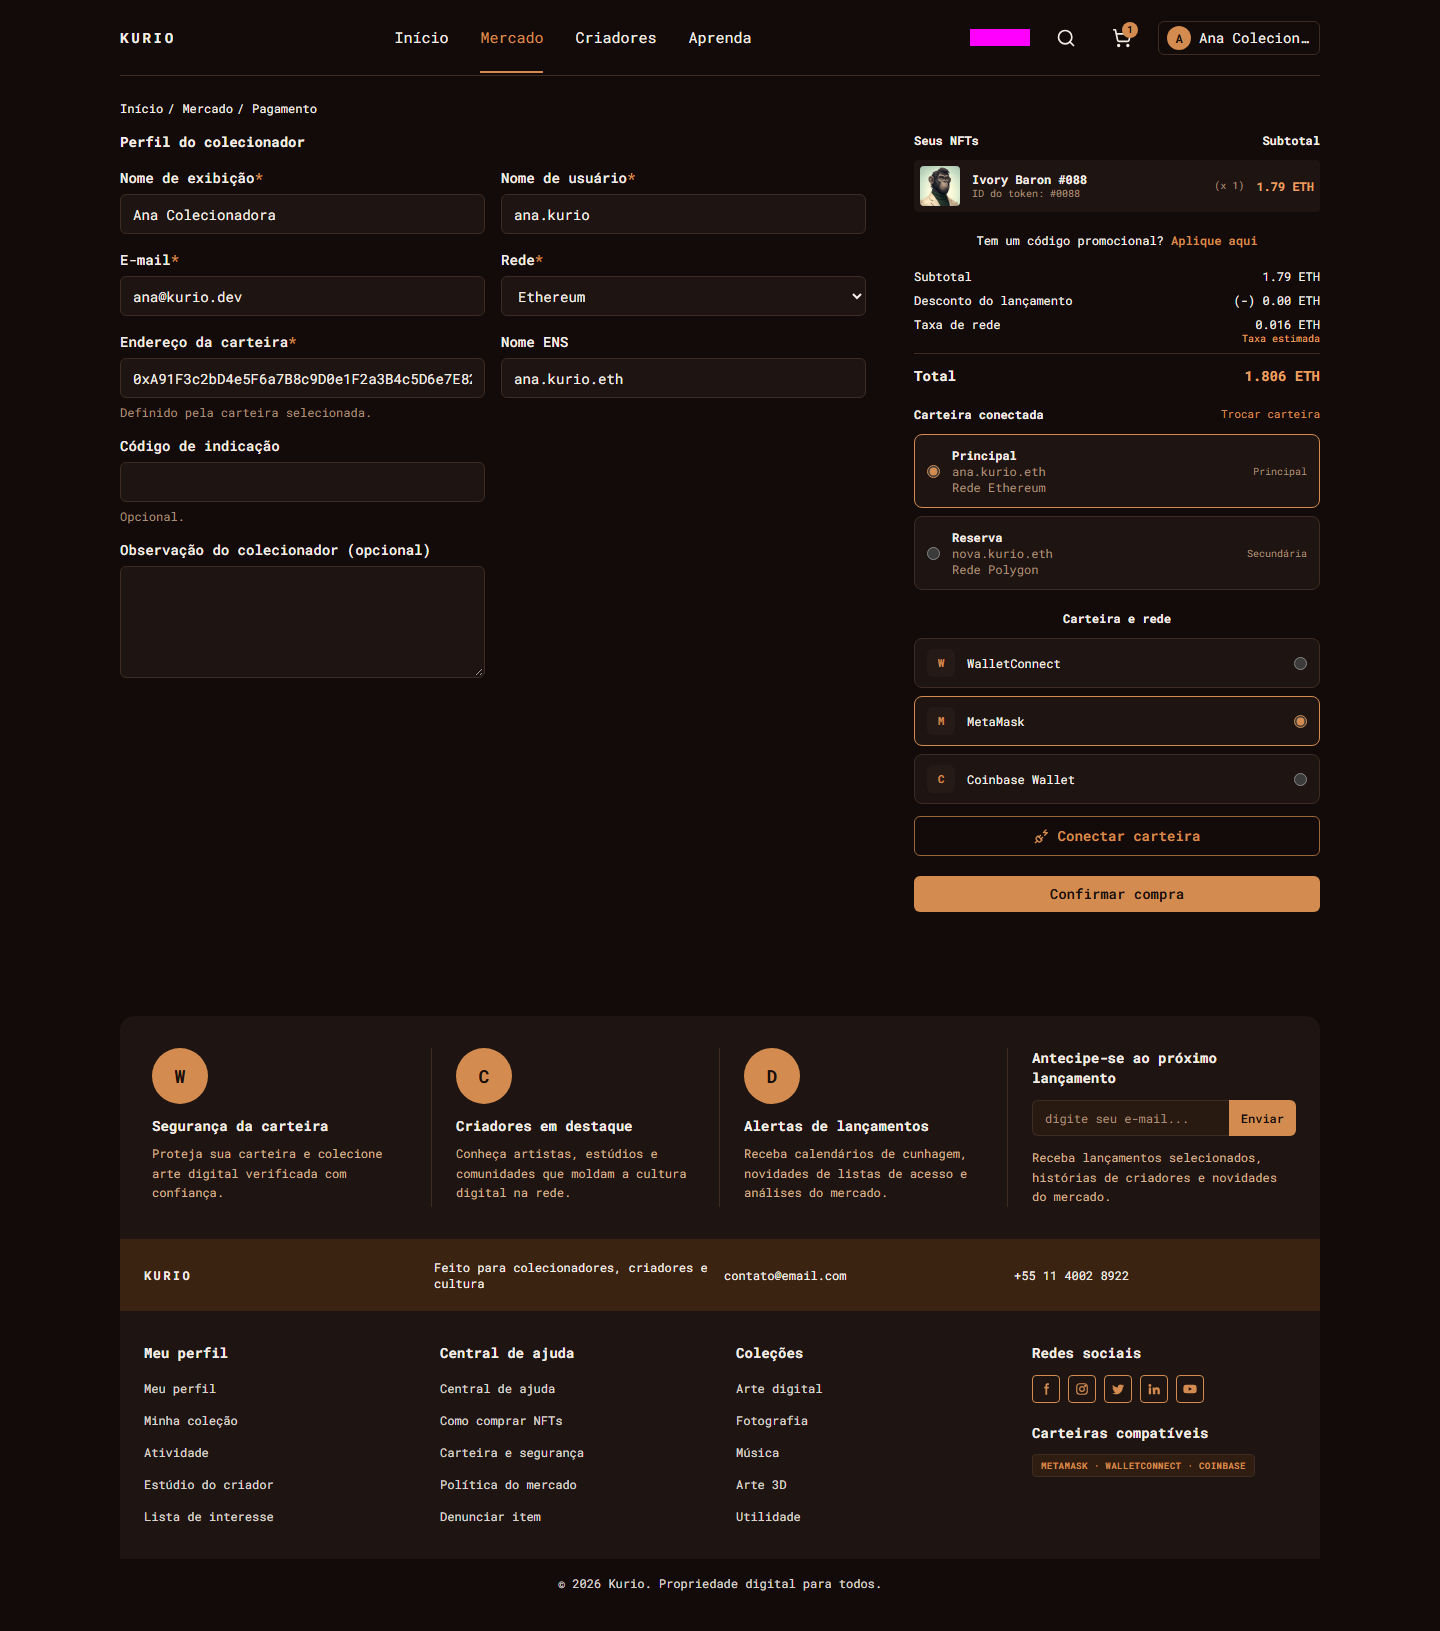 KURIO
Início
Mercado
Criadores
Aprenda
1
A
Ana Colecion…
Início / Mercado / Pagamento
Perfil do colecionador
Nome de exibição*
Ana Colecionadora
Nome de usuário*
ana.kurio
E-mail*
ana@kurio.dev
Rede*
Ethereum
Endereço da carteira*
0xA91F3c2bD4e5F6a7B8c9D0e1F2a3B4c5D6e7E82
Definido pela carteira selecionada.
Nome ENS
ana.kurio.eth
Código de indicação
Opcional.
Observação do colecionador (opcional)
Seus NFTs
Subtotal
Ivory Baron #088
ID do token: #0088
(x 1)
1.79 ETH
Tem um código promocional? Aplique aqui
Subtotal
1.79 ETH
Desconto do lançamento
(-) 0.00 ETH
Taxa de rede
0.016 ETH
Taxa estimada
Total
1.806 ETH
Carteira conectada
Trocar carteira
Principal
ana.kurio.eth
Rede Ethereum
Principal
Reserva
nova.kurio.eth
Rede Polygon
Secundária
Carteira e rede
W
WalletConnect
M
MetaMask
C
Coinbase Wallet
Conectar carteira
Confirmar compra
W
Segurança da carteira
Proteja sua carteira e colecione
arte digital verificada com
confiança.
C
Criadores em destaque
Conheça artistas, estúdios e
comunidades que moldam a cultura
digital na rede.
D
Alertas de lançamentos
Receba calendários de cunhagem,
novidades de listas de acesso e
análises do mercado.
Antecipe-se ao próximo
lançamento
digite seu e-mail...
Enviar
Receba lançamentos selecionados,
histórias de criadores e novidades
do mercado.
KURIO
Feito para colecionadores, criadores e
cultura
contato@email.com
+55 11 4002 8922
Meu perfil
Meu perfil
Minha coleção
Atividade
Estúdio do criador
Lista de interesse
Central de ajuda
Central de ajuda
Como comprar NFTs
Carteira e segurança
Política do mercado
Denunciar item
Coleções
Arte digital
Fotografia
Música
Arte 3D
Utilidade
Redes sociais
Carteiras compatíveis
METAMASK · WALLETCONNECT · COINBASE
© 2026 Kurio. Propriedade digital para todos.